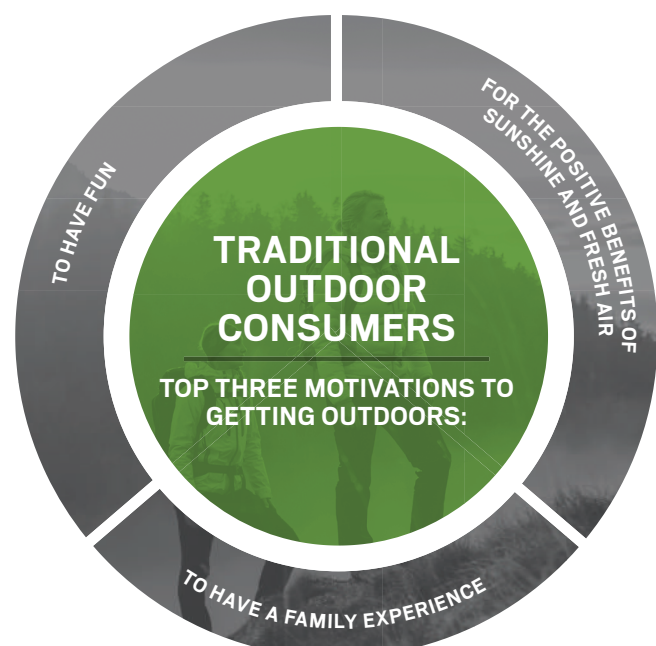 TRADITIONAL
OUTDOOR
CONSUMERS
TOP THREE MOTIVATIONS TO
GETTING OUTDOORS:
TO HAVE FUN
FOR THE POSITIVE BENEFITS OF
SUNSHINE AND FRESH AIR
TO HAVE A FAMILY EXPERIENCE